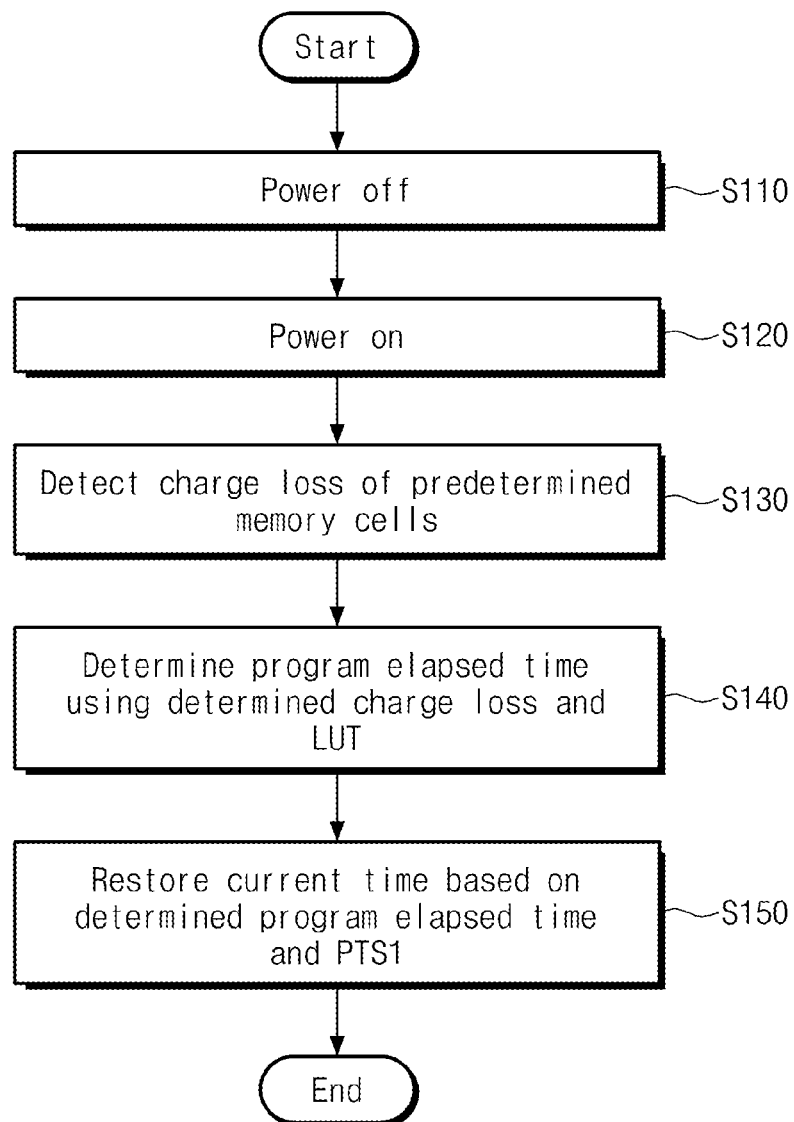 Start
Power off
S110
Power on
S120
Detect charge loss of predetermined
memory cells
S130
Determine program elapsed time
using determined charge loss and
LUT
S140
Restore current time based on
determined program elapsed time
and PTS1
S150
End